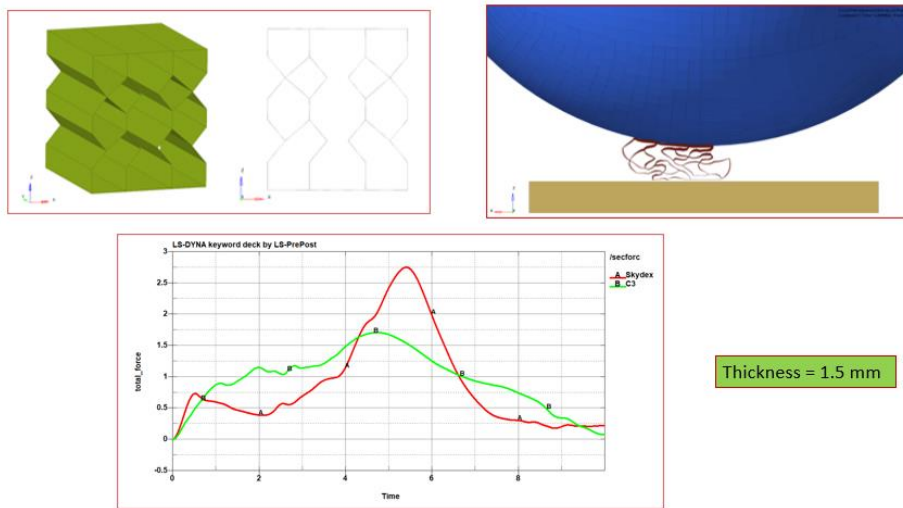 LS-DYNA keyword deck by LS-PrePost
/secforc
A Skydex
B C3
total_force
3
2.5
2
1.5
1
0.5
0
-0.5
0
2
4
6
8
Time
A
A
A
A
B
B
B
B
B
Thickness = 1.5 mm